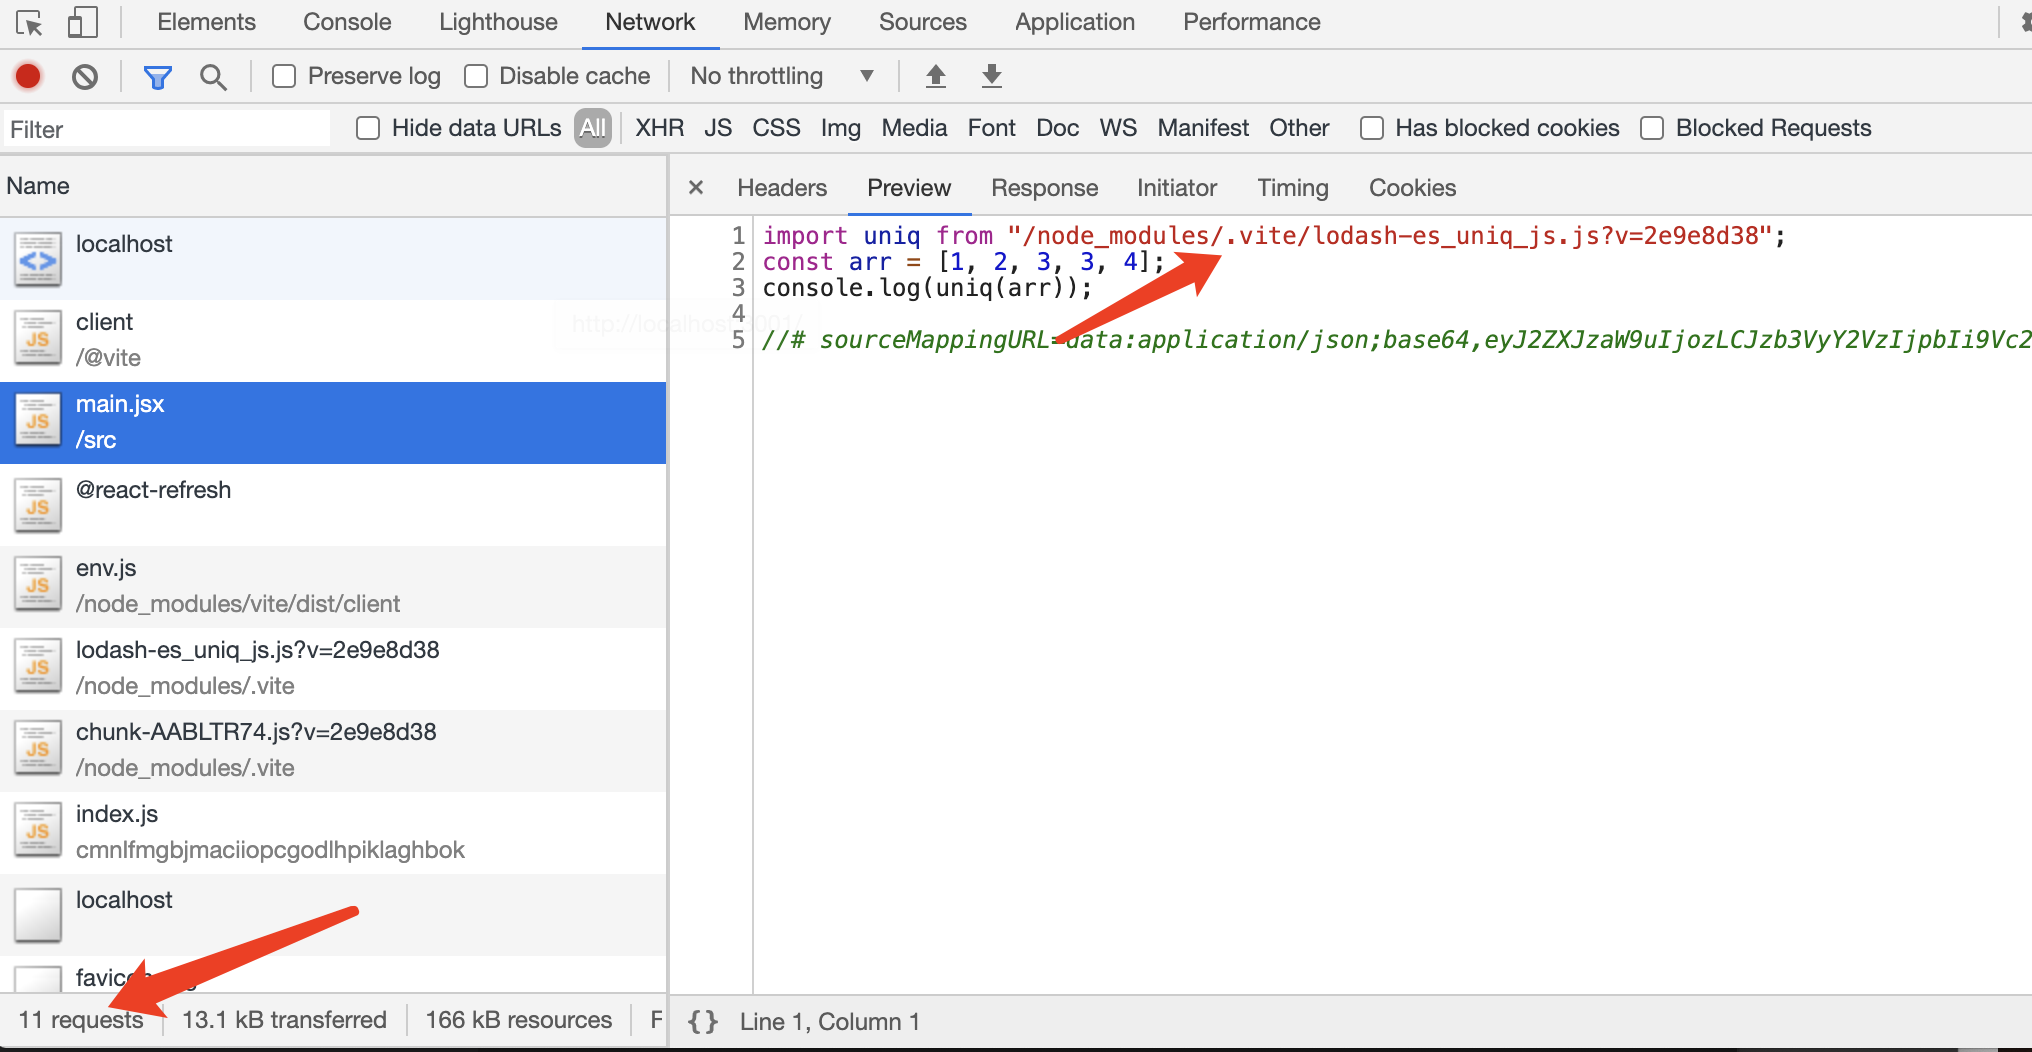 Elements Console Lighthouse Network Memory Sources Application Performance
Preserve log Disable cache No throttling ▼
Filter Hide data URLs All XHR JS CSS Img Media Font Doc WS Manifest Other Has blocked cookies Blocked Requests
Name
localhost
client
/@vite
main.jsx
/src
@react-refresh
env.js
/node_modules/vite/dist/client
lodash-es_uniq_js.js?v=2e9e8d38
/node_modules/.vite
chunk-AABLTR74.js?v=2e9e8d38
/node_modules/.vite
index.js
cmnlfmgbjmaciiopcgodlhpiklaghbok
localhost
11 requests 13.1 kB transferred 166 kB resources F
× Headers Preview Response Initiator Timing Cookies
1 import uniq from "/node_modules/.vite/lodash-es_uniq_js.js?v=2e9e8d38";
2 const arr = [1, 2, 3, 3, 4];
3 console.log(uniq(arr));
4
5 //# sourceMappingURL=data:application/json;base64,eyJ2ZXJzaW9uIjozLCJzb3VyY2VzIjpbIi9Vc2
{} Line 1, Column 1